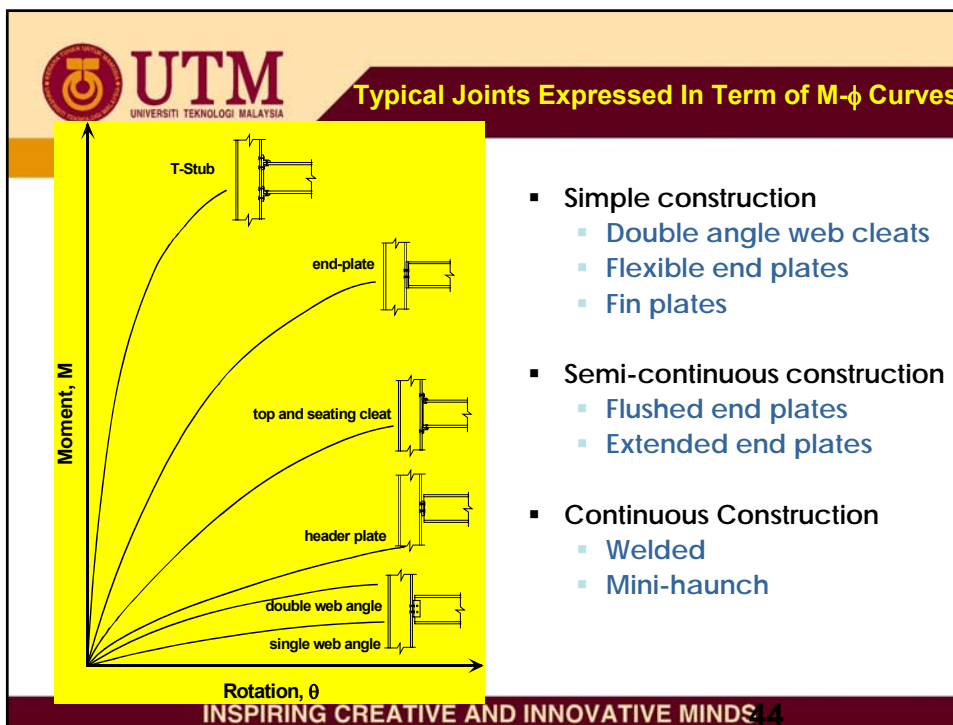 UTM
UNIVERSITI TEKNOLOGI MALAYSIA
Typical Joints Expressed In Term of M-ϕ Curves
T-Stub
end-plate
top and seating cleat
header plate
double web angle
single web angle
Moment, M
Rotation, θ
▪ Simple construction
▪ Double angle web cleats
▪ Flexible end plates
▪ Fin plates
▪ Semi-continuous construction
▪ Flushed end plates
▪ Extended end plates
▪ Continuous Construction
▪ Welded
▪ Mini-haunch
INSPIRING CREATIVE AND INNOVATIVE MINDS
44